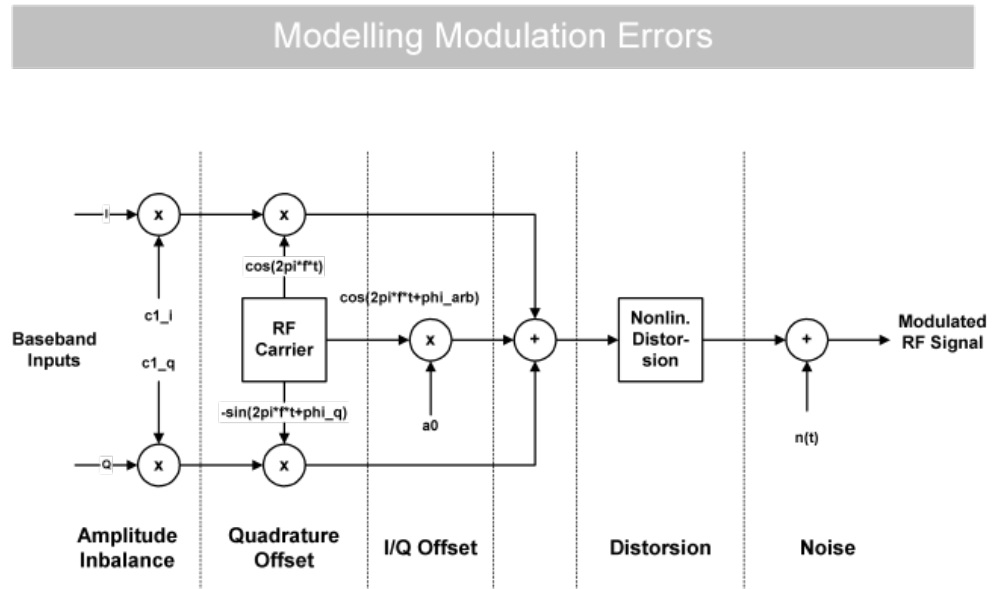 Modelling Modulation Errors
I
x
x
cos(2pi*f*t)
cos(2pi*f*t+phi_arb)
c1_i
Baseband
Inputs
c1_q
RF
Carrier
x
+
Nonlin.
Distor-
sion
+
Modulated
RF Signal
-sin(2pi*f*t+phi_q)
a0
n(t)
Q
x
x
Amplitude
Inbalance
Quadrature
Offset
I/Q Offset
Distorsion
Noise